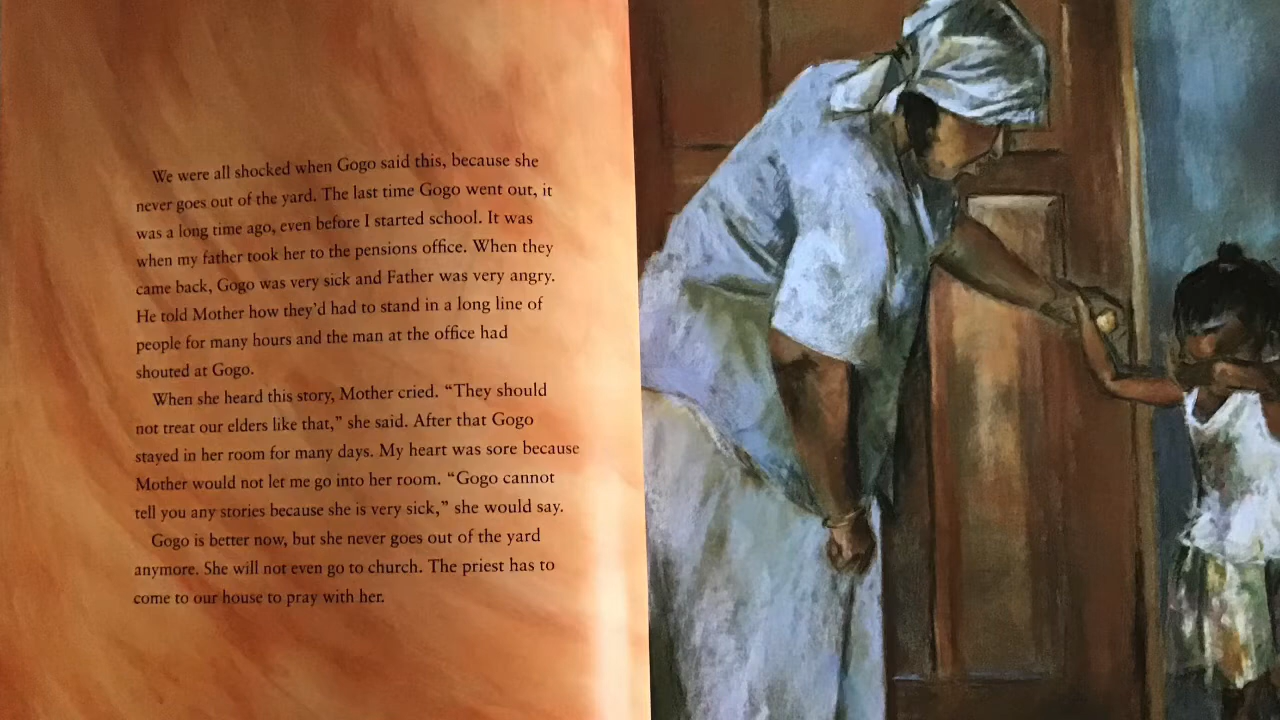 We were all shocked when Gogo said this, because she
never goes out of the yard. The last time Gogo went out, it
was a long time ago, even before I started school. It was
when my father took her to the pensions office. When they
came back, Gogo was very sick and Father was very angry.
He told Mother how they’d had to stand in a long line of
people for many hours and the man at the office had
shouted at Gogo.
When she heard this story, Mother cried. “They should
not treat our elders like that,” she said. After that Gogo
stayed in her room for many days. My heart was sore because
Mother would not let me go into her room. “Gogo cannot
tell you any stories because she is very sick,” she would say.
Gogo is better now, but she never goes out of the yard
anymore. She will not even go to church. The priest has to
come to our house to pray with her.